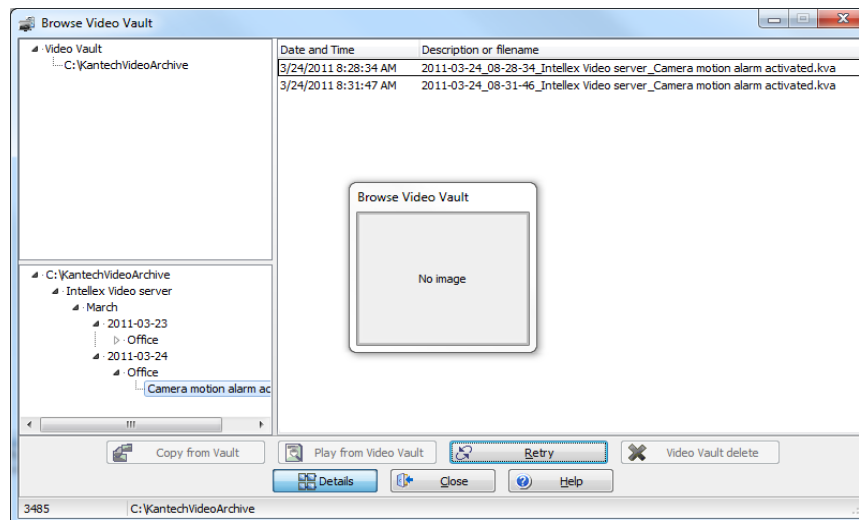 Browse Video Vault
Video Vault
C:\KantechVideoArchive
Date and Time Description or filename
3/24/2011 8:28:34 AM 2011-03-24_08-28-34_Intellex Video server_Camera motion alarm activated.kva
3/24/2011 8:31:47 AM 2011-03-24_08-31-46_Intellex Video server_Camera motion alarm activated.kva
Browse Video Vault
No image
C:\KantechVideoArchive
Intellex Video server
March
2011-03-23
Office
2011-03-24
Office
Camera motion alarm ac
Copy from Vault Play from Video Vault Retry Video Vault delete
Details Close Help
3485 C:\KantechVideoArchive